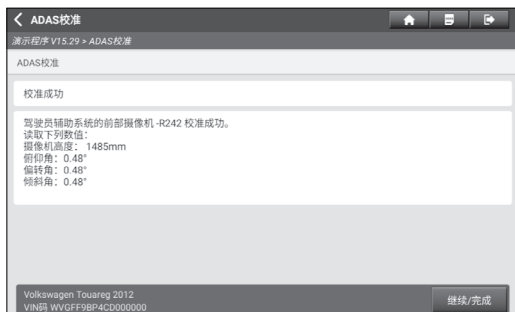 ADAS校准
演示程序 V15.29 > ADAS校准
ADAS校准
校准成功
驾驶员辅助系统的前部摄像机 -R242 校准成功。
读取下列数值：
摄像机高度： 1485mm
俯仰角：0.48°
偏转角：0.48°
倾斜角：0.48°
Volkswagen Touareg 2012
VIN码 WVGFF9BP4CD000000
继续/完成